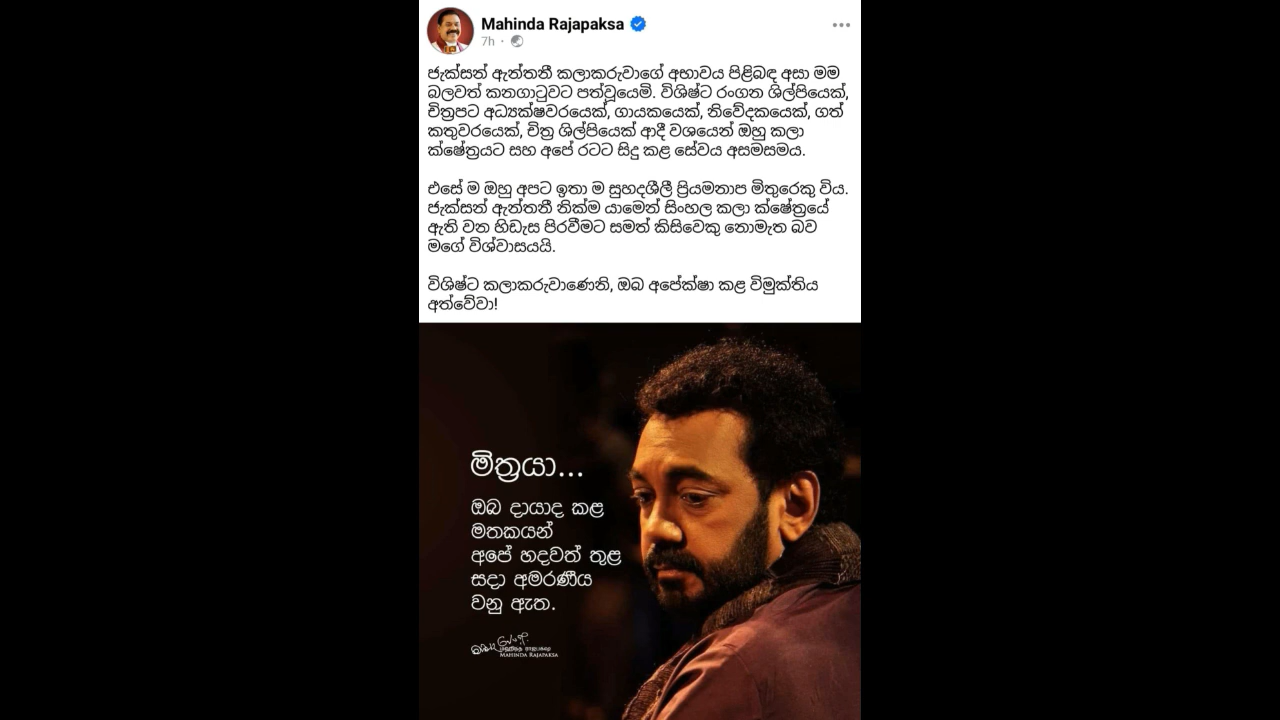 Mahinda Rajapaksa
7h ·
ජැක්සන් ඇන්තනී කලාකරුවාගේ අභාවය පිළිබඳ අසා මම
බලවත් කනගාටුවට පත්වූයෙමි. විශිෂ්ට රංගන ශිල්පියෙක්,
චිත්‍රපට අධ්‍යක්ෂවරයෙක්, ගායකයෙක්, නිවේදකයෙක්, ගත්
කතුවරයෙක්, චිත්‍ර ශිල්පියෙක් ආදී වශයෙන් ඔහු කලා
ක්ෂේත්‍රයට සහ අපේ රටට සිදු කළ සේවය අසමසමය.
එසේ ම ඔහු අපට ඉතා ම සුහදශීලී ප්‍රියමනාප මිතුරෙකු විය.
ජැක්සන් ඇන්තනී නික්ම යාමෙන් සිංහල කලා ක්ෂේත්‍රයේ
ඇති වන හිඩැස පිරවීමට සමත් කිසිවෙකු නොමැත බව
මගේ විශ්වාසයයි.
විශිෂ්ට කලාකරුවාණෙනි, ඔබ අපේක්ෂා කළ විමුක්තිය
අත්වේවා!
මිත්‍රයා...
ඔබ දායාද කළ
මතකයන්
අපේ හදවත් තුළ
සදා අමරණීය
වනු ඇත.
මහින්ද රාජපක්ෂ
MAHINDA RAJAPAKSA